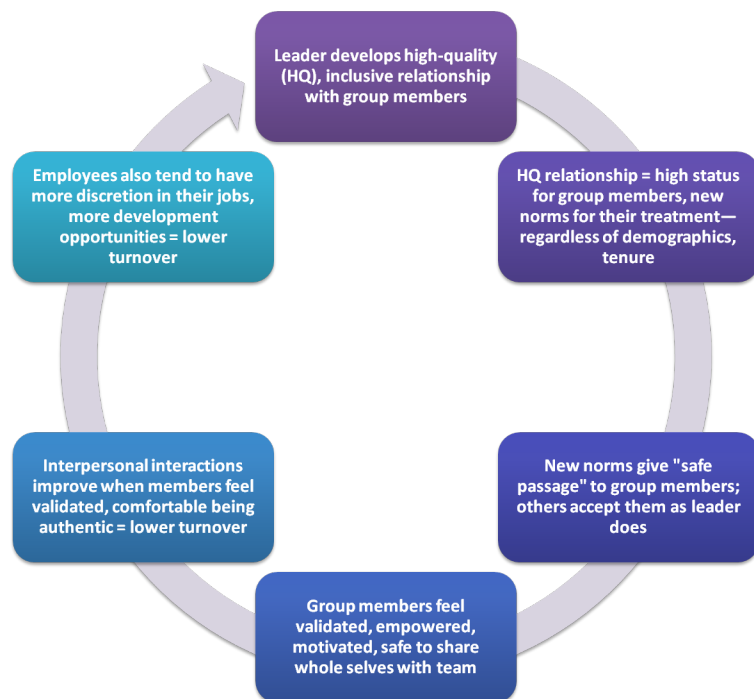 Leader develops high-quality
(HQ), inclusive relationship
with group members
HQ relationship = high status
for group members, new
norms for their treatment—
regardless of demographics,
tenure
New norms give "safe
passage" to group members;
others accept them as leader
does
Group members feel
validated, empowered,
motivated, safe to share
whole selves with team
Interpersonal interactions
improve when members feel
validated, comfortable being
authentic = lower turnover
Employees also tend to have
more discretion in their jobs,
more development
opportunities = lower
turnover